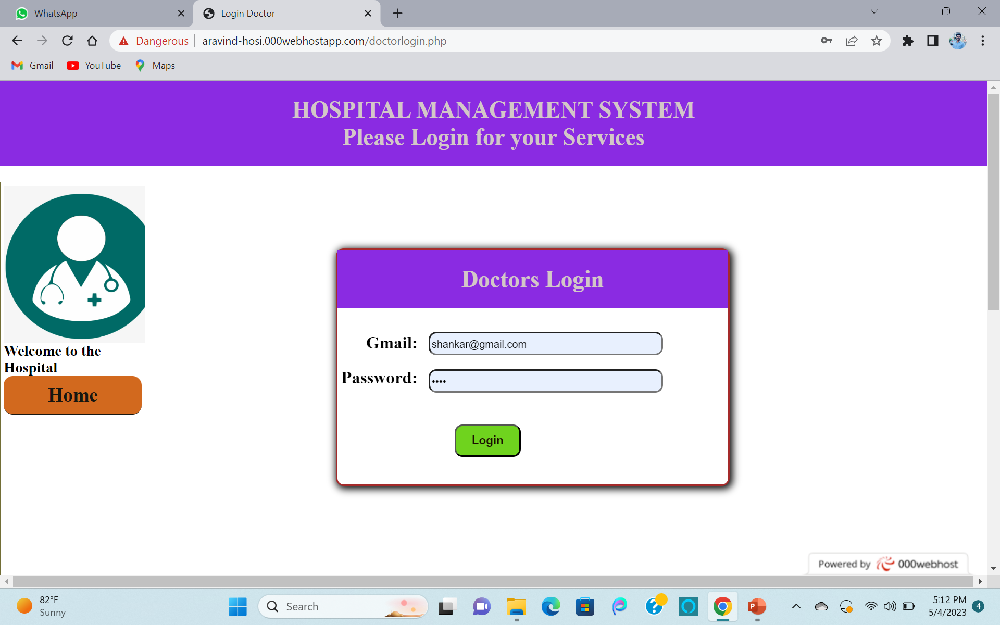 WhatsApp
Login Doctor
Dangerous
aravind-hosi.000webhostapp.com/doctorlogin.php
Gmail
YouTube
Maps
HOSPITAL MANAGEMENT SYSTEM
Please Login for your Services
Welcome to the
Hospital
Home
Doctors Login
Gmail: shankar@gmail.com
Password: ••••
Login
Powered by 000webhost
82°F
Sunny
Search
5:12 PM
5/4/2023
4